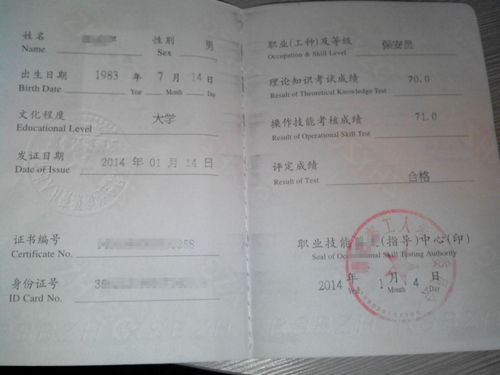 姓名 性别 男
Name Sex
出生日期 1983 年 7 月 14 日
Birth Date Year Month Day
文化程度 大学
Educational Level
发证日期 2014 年 01 月 14 日
Date of Issue
证书编号 258
Certificate No.
身份证号
ID Card No.
职业(工种)及等级 保安员
Occupation & Skill Level
理论知识考试成绩 70.0
Result of Theoretical Knowledge Test
操作技能考核成绩 71.0
Result of Operational Skill Test
评定成绩 合格
Result of Test
职业技能 (指导)中心(印)
Seal of Occupational Skill Testing Authority
2014 年 1 月 14 日
Year Month Day